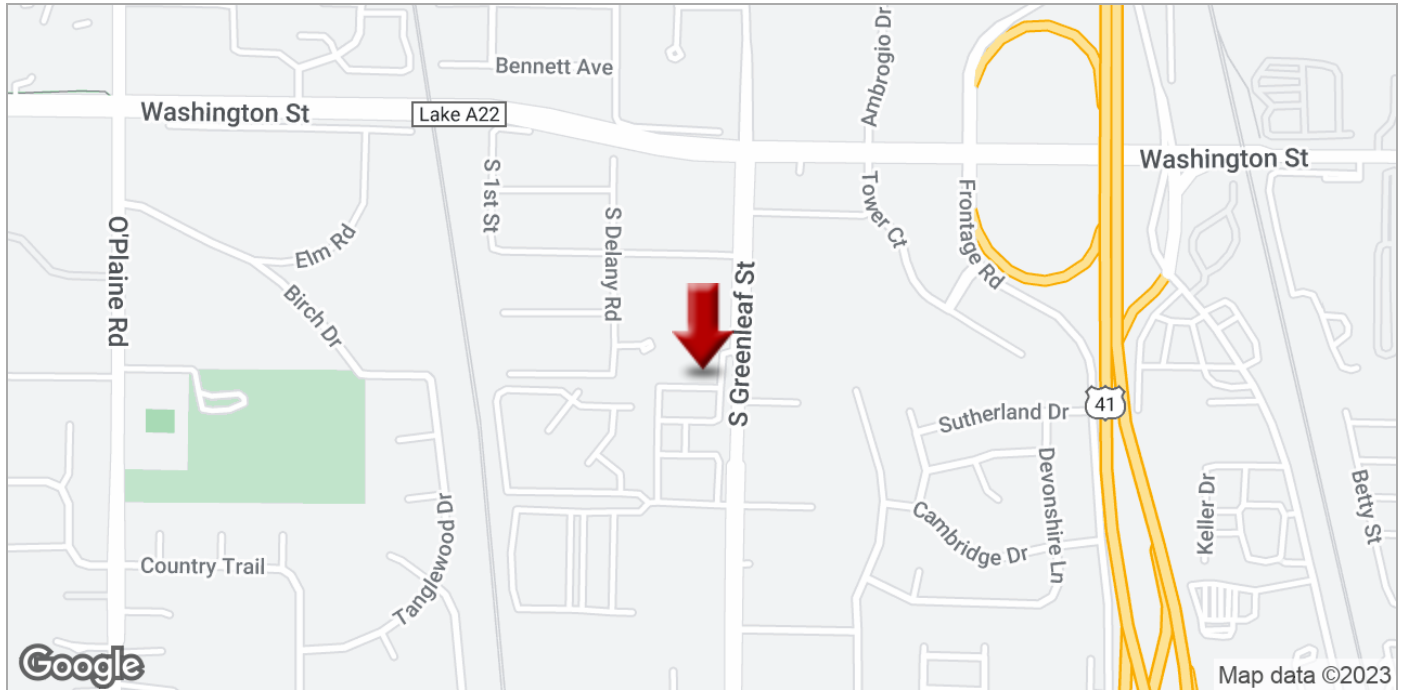 Ambrogio Dr
Bennett Ave
Washington St
Lake A22
Washington St
S 1st St
Tower Ct
Frontage Rd
S Delany Rd
O'Plaine Rd
Elm Rd
Birch Dr
S Greenleaf St
41
Sutherland Dr
Devonshire Ln
Cambridge Dr
Keller Dr
Betty St
Tanglewood Dr
Country Trail
Google
Map data ©2023